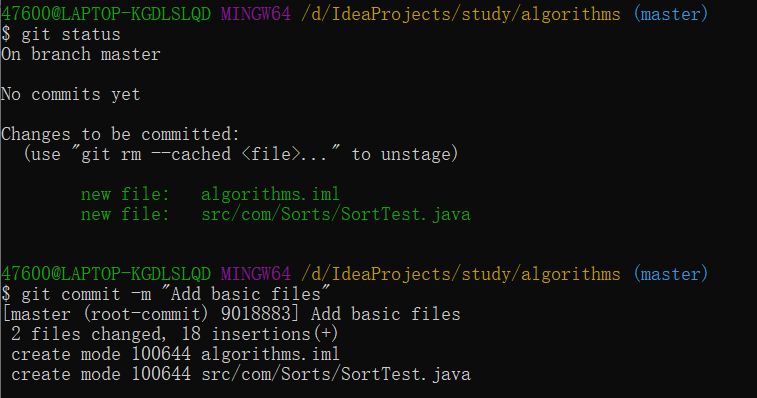 47600@LAPTOP-KGDLSLQD MINGW64 /d/IdeaProjects/study/algorithms (master)
$ git status
On branch master
No commits yet
Changes to be committed:
  (use "git rm --cached <file>..." to unstage)
        new file:   algorithms.iml
        new file:   src/com/Sorts/SortTest.java
47600@LAPTOP-KGDLSLQD MINGW64 /d/IdeaProjects/study/algorithms (master)
$ git commit -m "Add basic files"
[master (root-commit) 9018883] Add basic files
 2 files changed, 18 insertions(+)
 create mode 100644 algorithms.iml
 create mode 100644 src/com/Sorts/SortTest.java